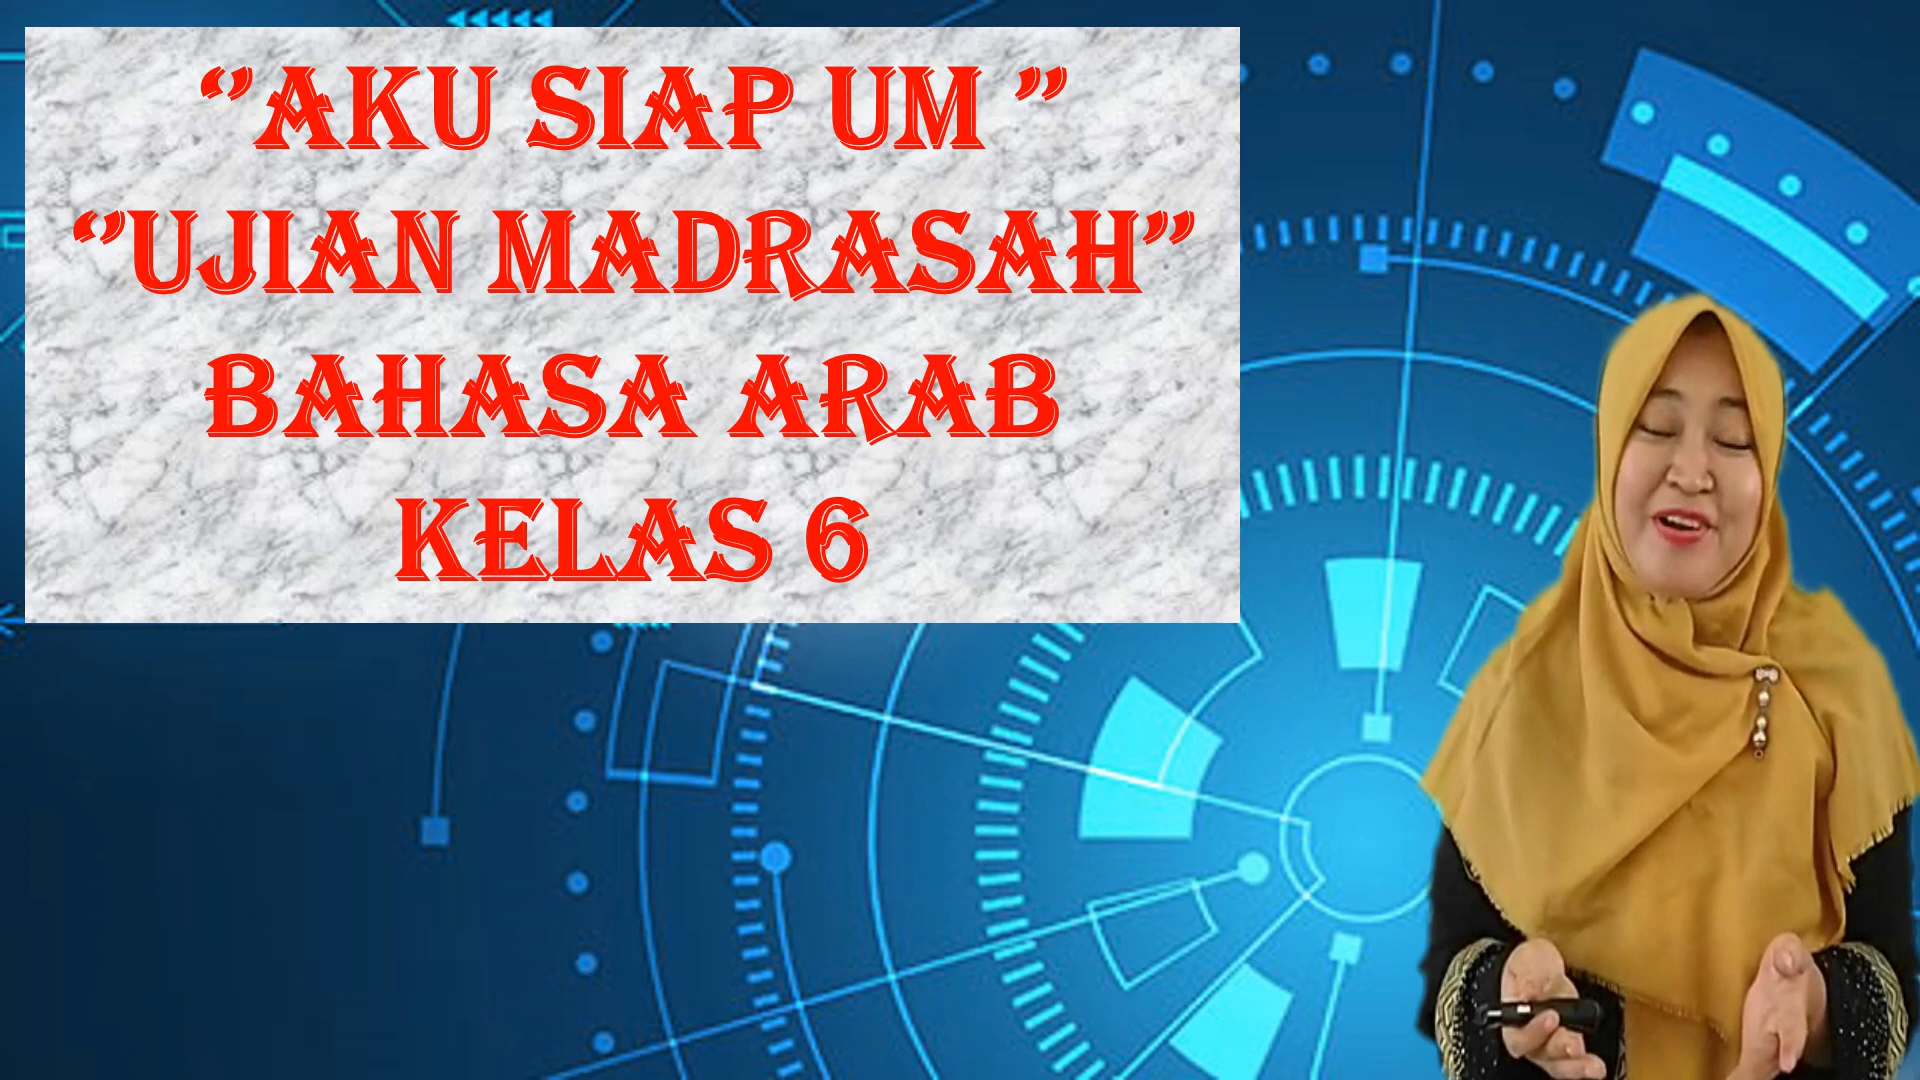 ‘’AKU SIAP UM ’’
‘’UJIAN MADRASAH’’
BAHASA ARAB
KELAS 6